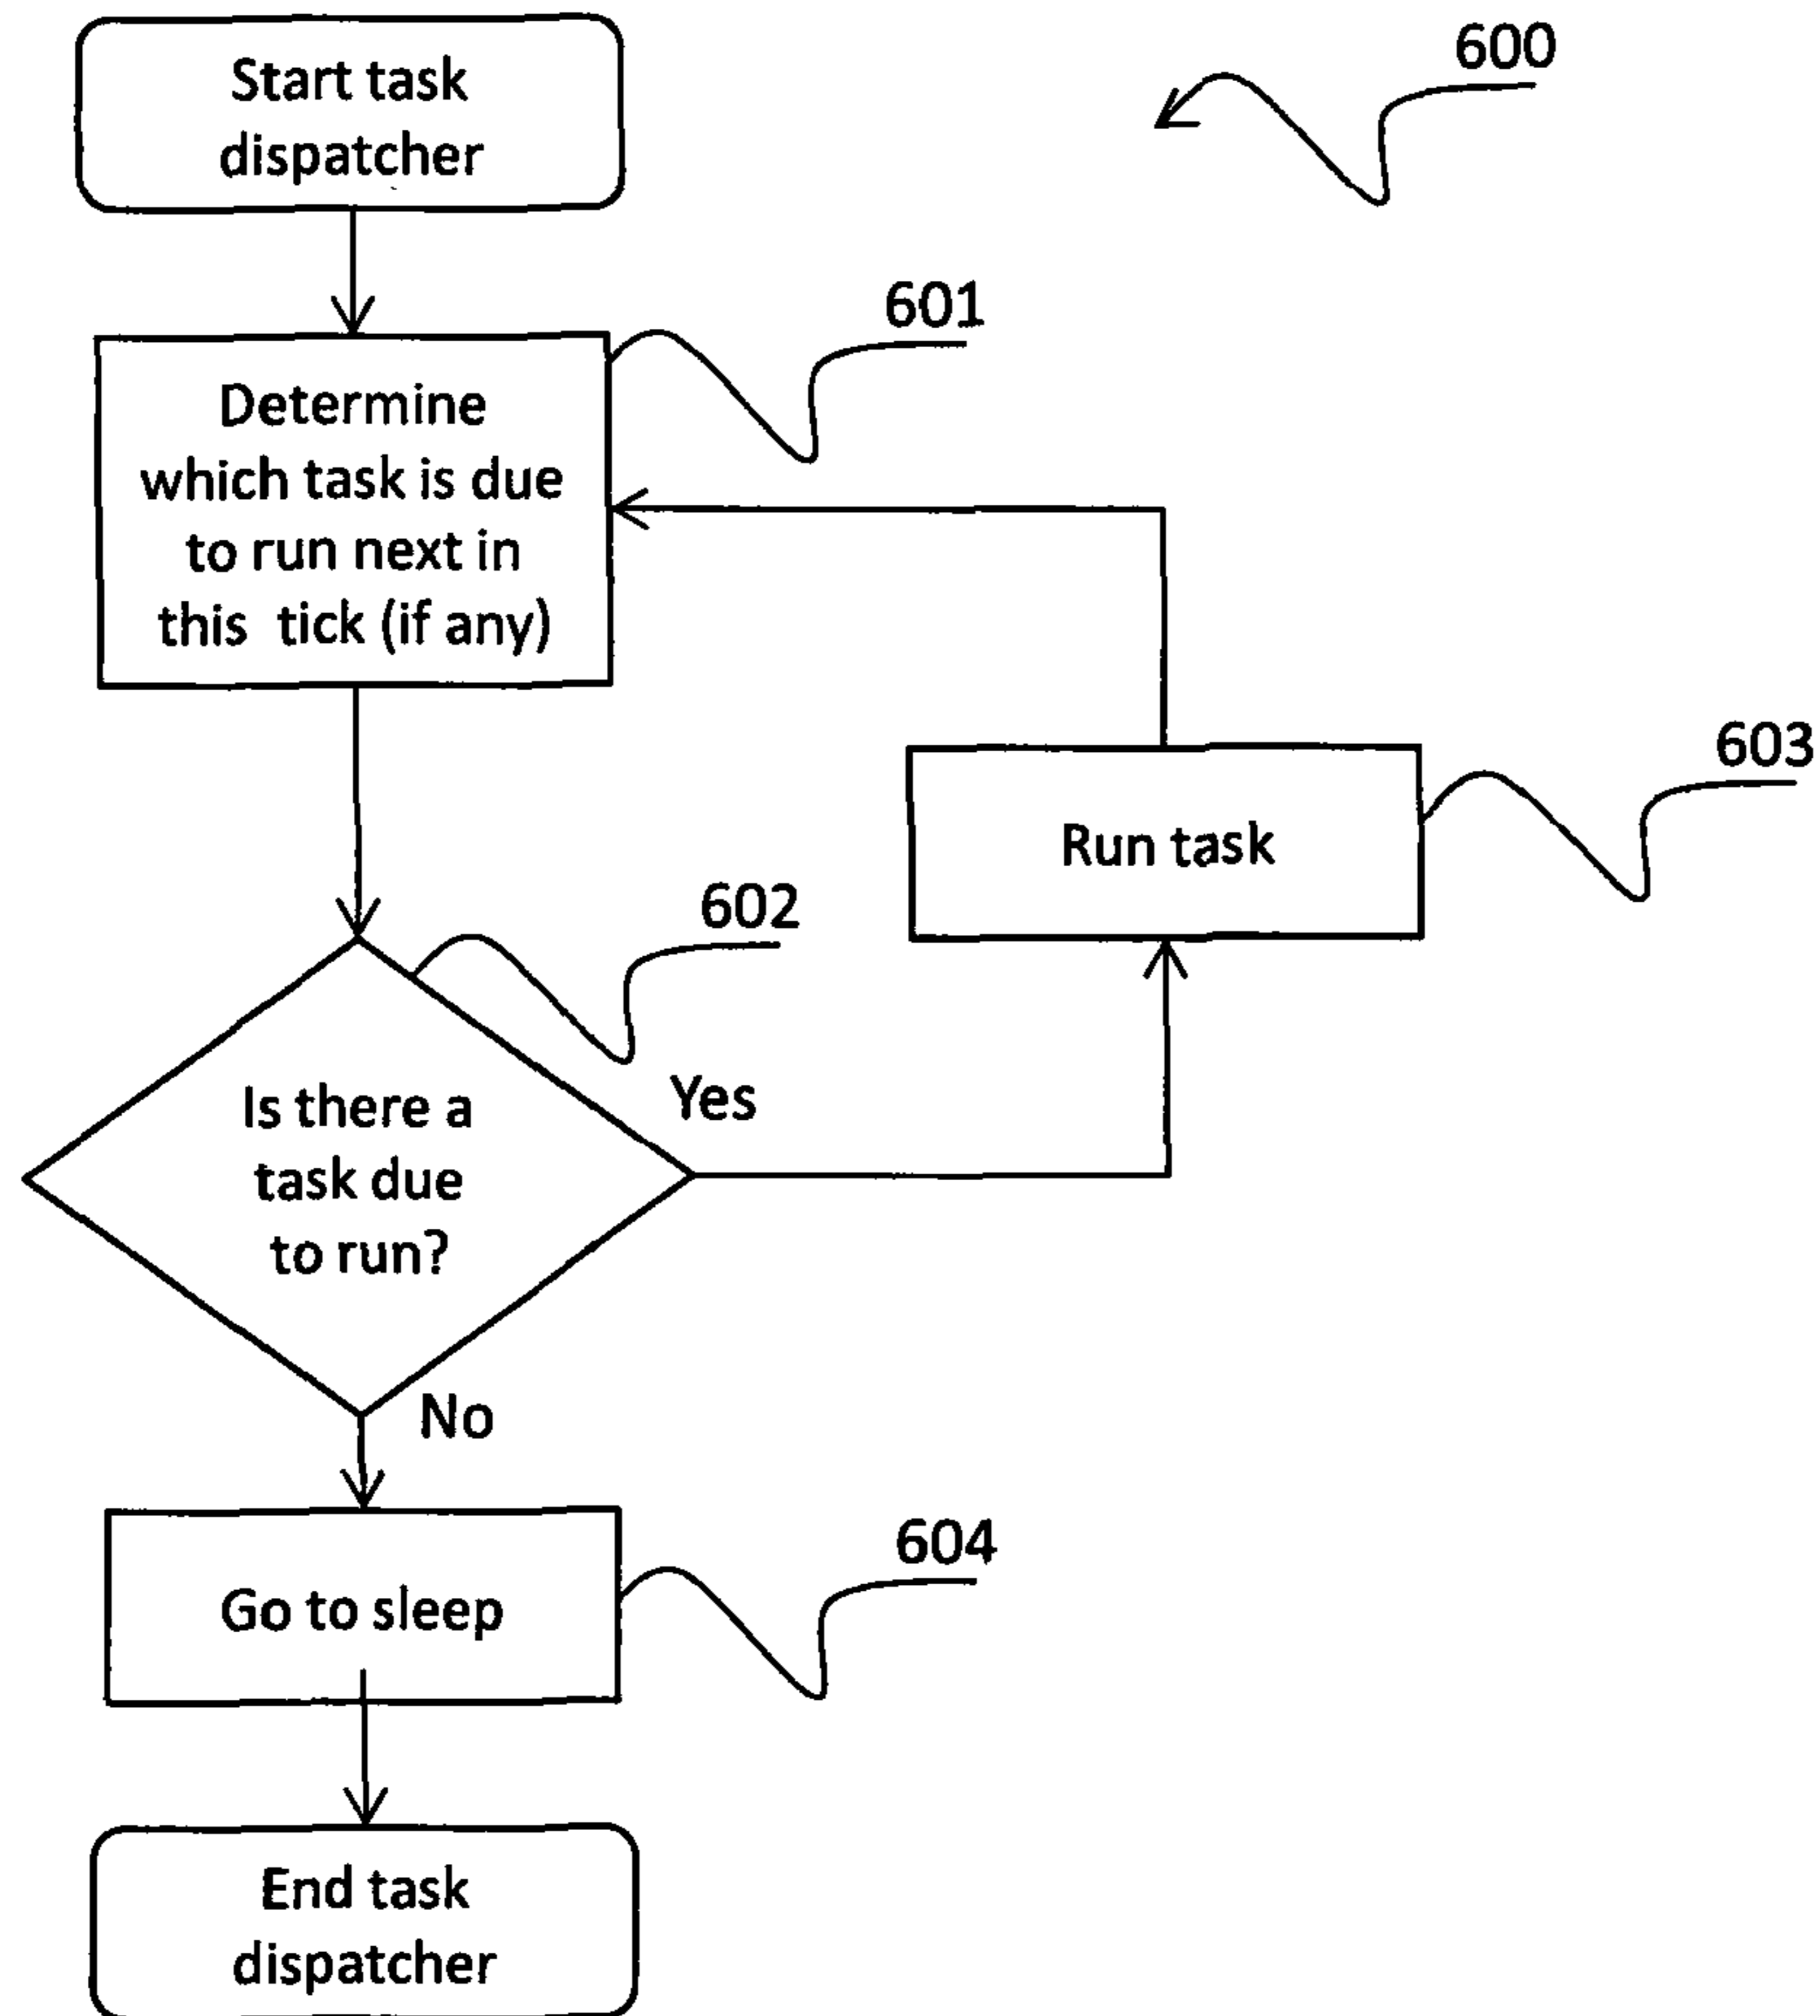 Start task
dispatcher
600
601
Determine
which task is due
to run next in
this tick (if any)
603
Run task
602
Is there a
task due
to run?
Yes
No
604
Go to sleep
End task
dispatcher